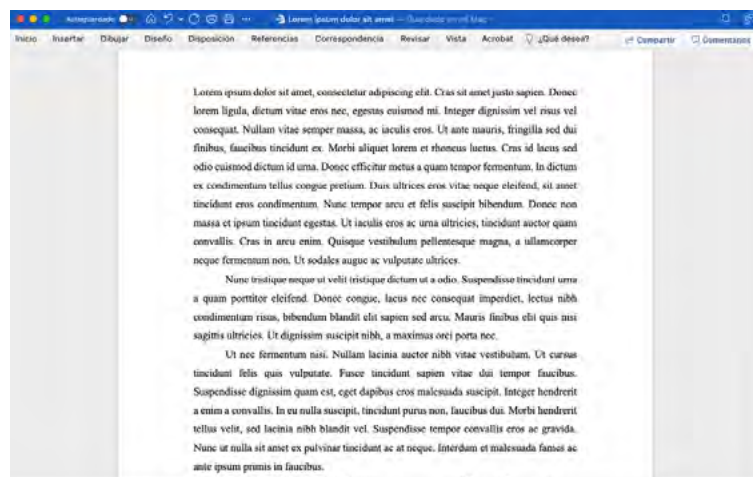 Autoguardado Lorem ipsum dolor sit amet — Guardado en mi Mac
Inicio Insertar Dibujar Diseño Disposición Referencias Correspondencia Revisar Vista Acrobat ¿Qué desea? Compartir Comentarios
Lorem ipsum dolor sit amet, consectetur adipiscing elit. Cras sit amet justo sapien. Donec
lorem ligula, dictum vitae eros nec, egestas euismod mi. Integer dignissim vel risus vel
consequat. Nullam vitae semper massa, ac iaculis eros. Ut ante mauris, fringilla sed dui
finibus, faucibus tincidunt ex. Morbi aliquet lorem et rhoncus luctus. Cras id lacus sed
odio euismod dictum id urna. Donec efficitur metus a quam tempor fermentum. In dictum
ex condimentum tellus congue pretium. Duis ultrices eros vitae neque eleifend, sit amet
tincidunt eros condimentum. Nunc tempor arcu et felis suscipit bibendum. Donec non
massa et ipsum tincidunt egestas. Ut iaculis eros ac urna ultricies, tincidunt auctor quam
convallis. Cras in arcu enim. Quisque vestibulum pellentesque magna, a ullamcorper
neque fermentum non. Ut sodales augue ac vulputate ultrices.
Nunc tristique neque ut velit tristique dictum ut a odio. Suspendisse tincidunt urna
a quam porttitor eleifend. Donec congue, lacus nec consequat imperdiet, lectus nibh
condimentum risus, bibendum blandit elit sapien sed arcu. Mauris finibus elit quis nisi
sagittis ultricies. Ut dignissim suscipit nibh, a maximus orci porta nec.
Ut nec fermentum nisi. Nullam lacinia auctor nibh vitae vestibulum. Ut cursus
tincidunt felis quis vulputate. Fusce tincidunt sapien vitae dui tempor faucibus.
Suspendisse dignissim quam est, eget dapibus eros malesuada suscipit. Integer hendrerit
a enim a convallis. In eu nulla suscipit, tincidunt purus non, faucibus dui. Morbi hendrerit
tellus velit, sed lacinia nibh blandit vel. Suspendisse tempor convallis eros ac gravida.
Nunc ut nulla sit amet ex pulvinar tincidunt ac at neque. Interdum et malesuada fames ac
ante ipsum primis in faucibus.